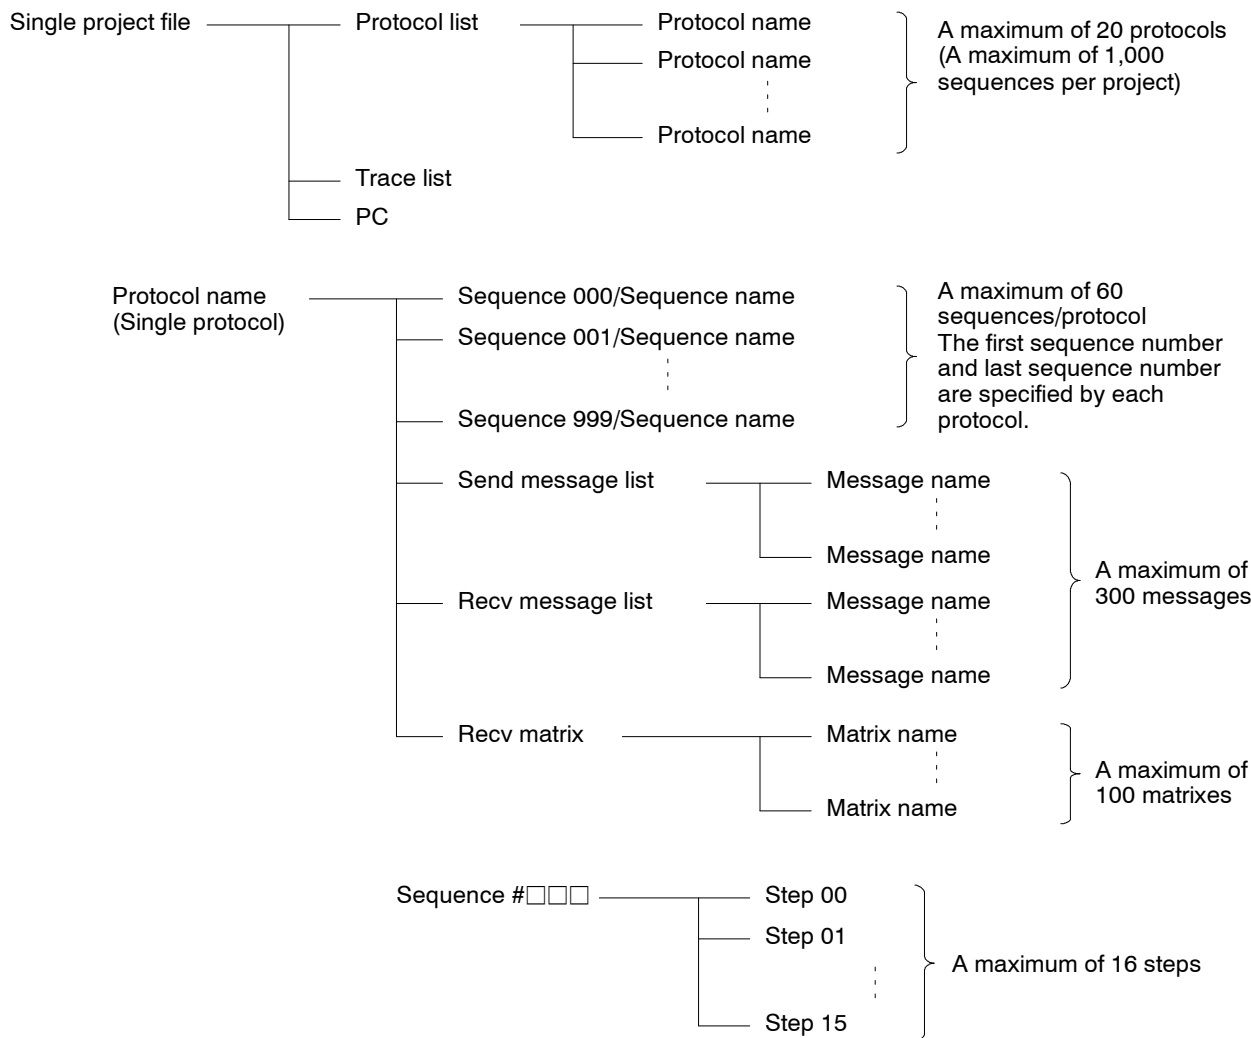 Single project file
Protocol list
Protocol name
Protocol name
Protocol name
A maximum of 20 protocols
(A maximum of 1,000
sequences per project)
Trace list
PC
Protocol name
(Single protocol)
Sequence 000/Sequence name
Sequence 001/Sequence name
Sequence 999/Sequence name
A maximum of 60
sequences/protocol
The first sequence number
and last sequence number
are specified by each
protocol.
Send message list
Message name
Message name
Recv message list
Message name
Message name
A maximum of
300 messages
Recv matrix
Matrix name
Matrix name
A maximum of
100 matrixes
Sequence #□□□
Step 00
Step 01
Step 15
A maximum of 16 steps